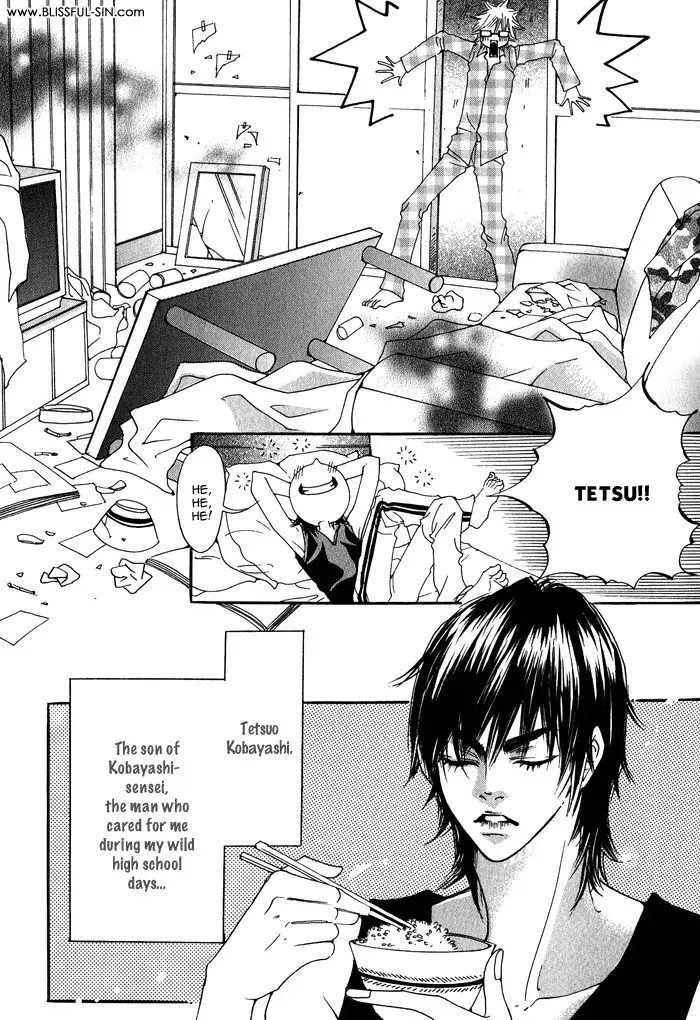 www.BLISSFUL-SIN.com
TETSU!!
HE,
HE,
HE!
Tetsuo
Kobayashi.
The son of
Kobayashi-
sensei,
the man who
cared for me
during my wild
high school
days...